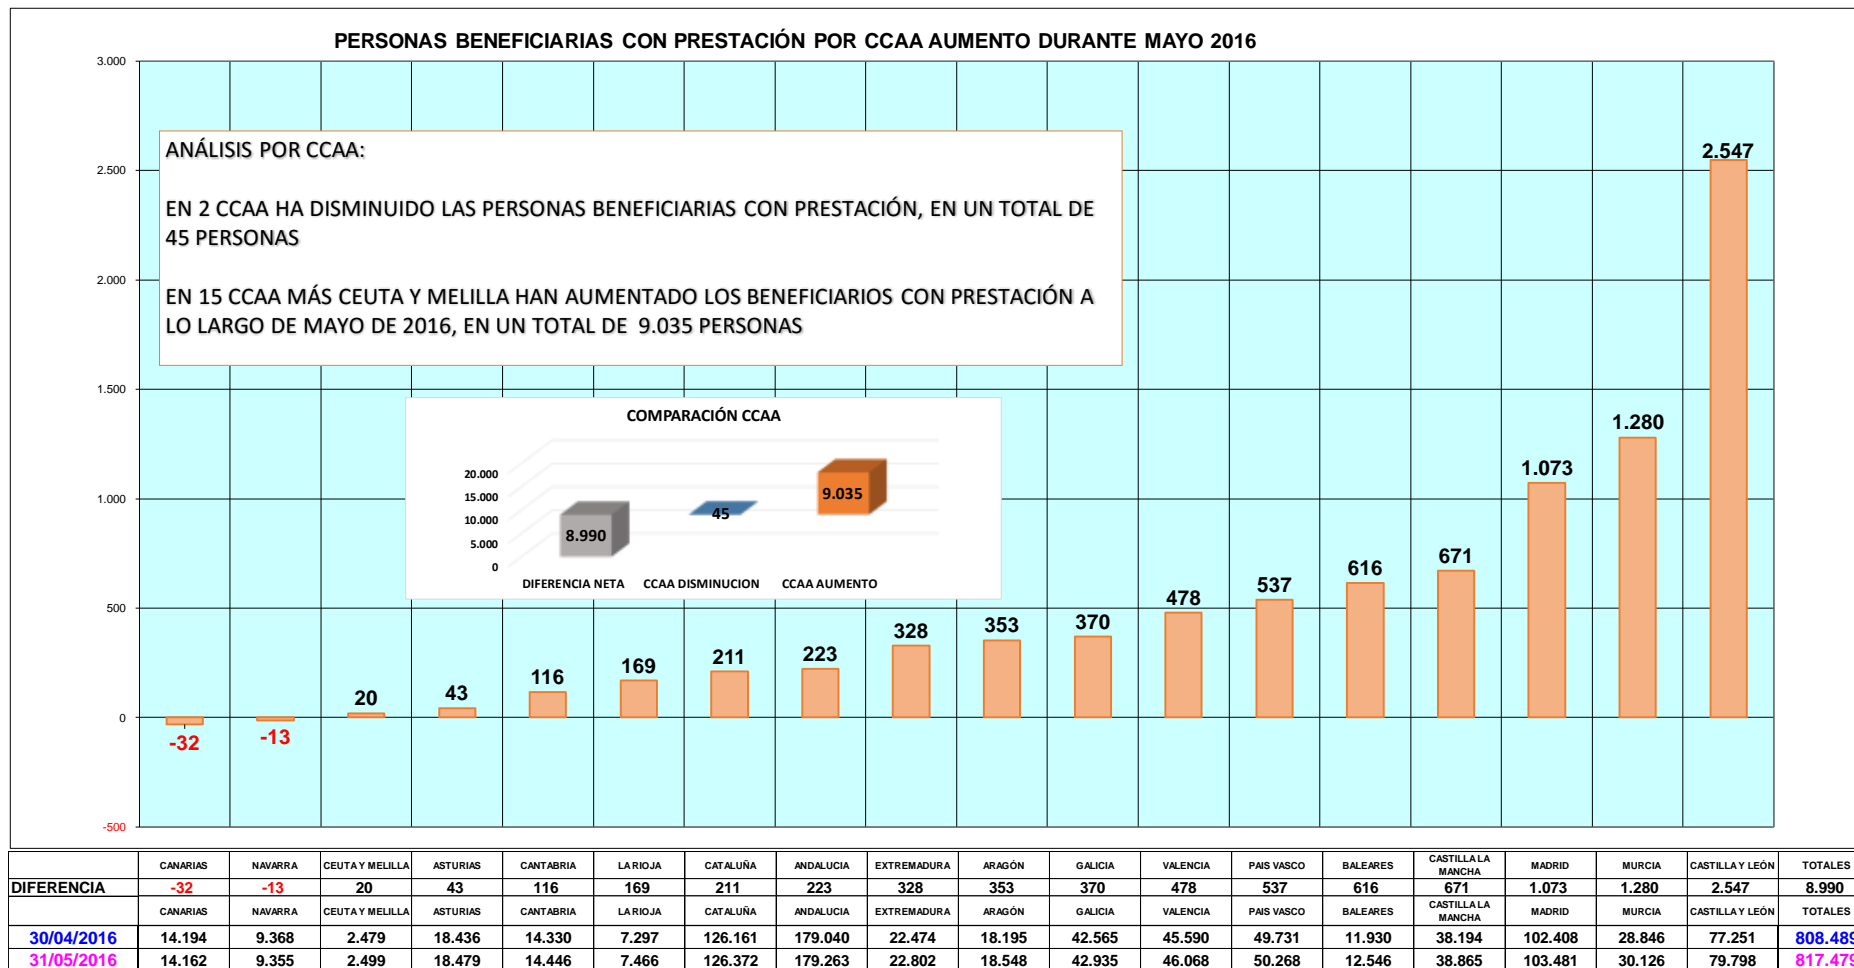 PERSONAS BENEFICIARIAS CON PRESTACIÓN POR CCAA AUMENTO DURANTE MAYO 2016
3.000
2.500
2.000
1.500
1.000
500
0
-500
ANÁLISIS POR CCAA:
EN 2 CCAA HA DISMINUIDO LAS PERSONAS BENEFICIARIAS CON PRESTACIÓN, EN UN TOTAL DE
45 PERSONAS
EN 15 CCAA MÁS CEUTA Y MELILLA HAN AUMENTADO LOS BENEFICIARIOS CON PRESTACIÓN A
LO LARGO DE MAYO DE 2016, EN UN TOTAL DE 9.035 PERSONAS
COMPARACIÓN CCAA
20.000
15.000
10.000
5.000
0
8.990
45
9.035
DIFERENCIA NETA CCAA DISMINUCION CCAA AUMENTO
-32
-13
20
43
116
169
211
223
328
353
370
478
537
616
671
1.073
1.280
2.547
CANARIAS NAVARRA CEUTA Y MELILLA ASTURIAS CANTABRIA LA RIOJA CATALUÑA ANDALUCIA EXTREMADURA ARAGÓN GALICIA VALENCIA PAIS VASCO BALEARES CASTILLA LA MANCHA MADRID MURCIA CASTILLA Y LEÓN TOTALES
DIFERENCIA -32 -13 20 43 116 169 211 223 328 353 370 478 537 616 671 1.073 1.280 2.547 8.990
CANARIAS NAVARRA CEUTA Y MELILLA ASTURIAS CANTABRIA LA RIOJA CATALUÑA ANDALUCIA EXTREMADURA ARAGÓN GALICIA VALENCIA PAIS VASCO BALEARES CASTILLA LA MANCHA MADRID MURCIA CASTILLA Y LEÓN TOTALES
30/04/2016 14.194 9.368 2.479 18.436 14.330 7.297 126.161 179.040 22.474 18.195 42.565 45.590 49.731 11.930 38.194 102.408 28.846 77.251 808.489
31/05/2016 14.162 9.355 2.499 18.479 14.446 7.466 126.372 179.263 22.802 18.548 42.935 46.068 50.268 12.546 38.865 103.481 30.126 79.798 817.479